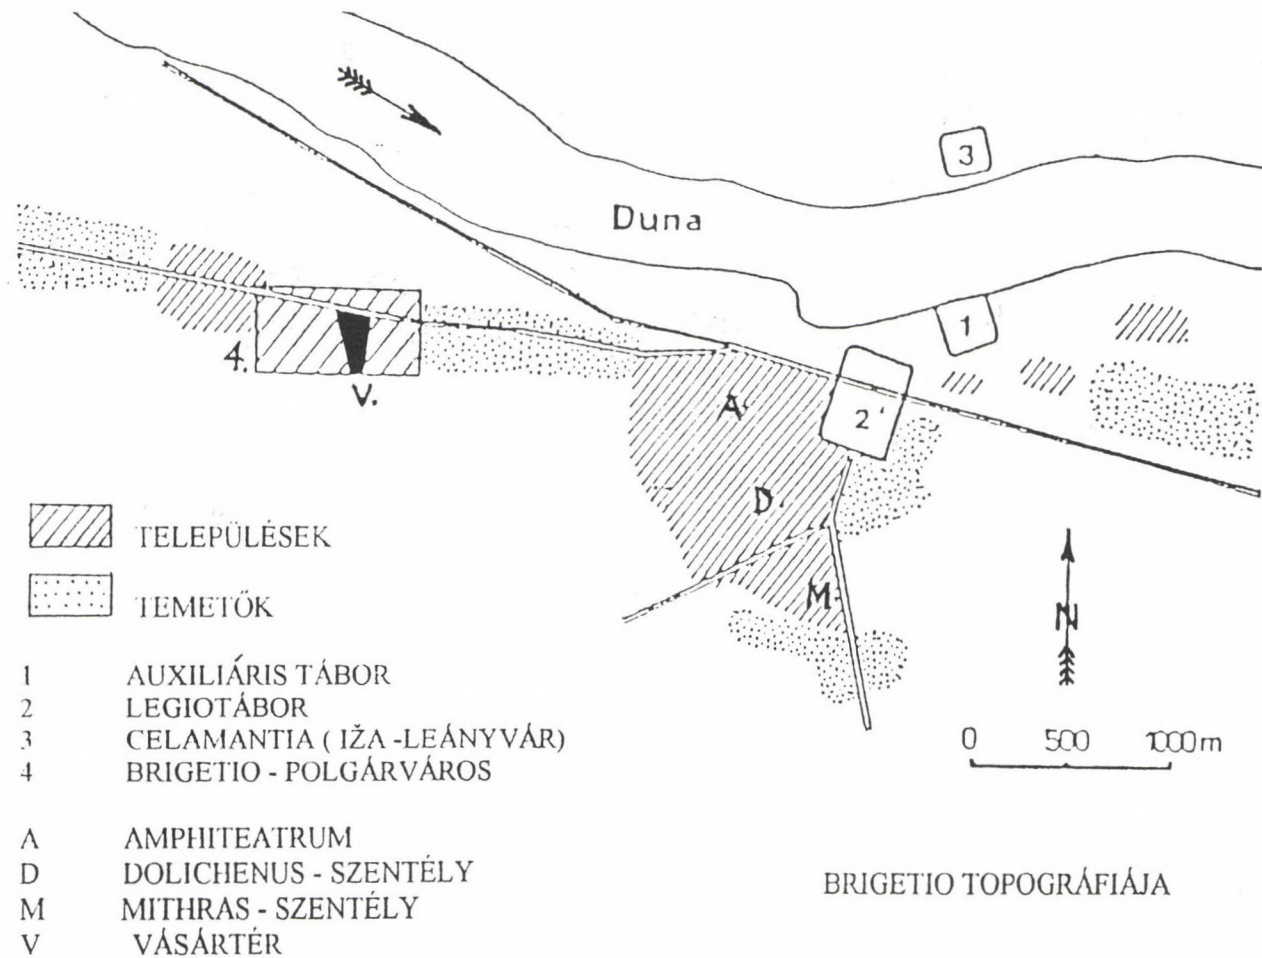 3
Duna
1
4.
V.
A
2'
D.
M
TELEPÜLÉSEK
TEMETŐK
N
1 AUXILIÁRIS TÁBOR
2 LEGIOTÁBOR
3 CELAMANTIA ( IŽA -LEÁNYVÁR)
4 BRIGETIO - POLGÁRVÁROS
0 500 1000 m
A AMPHITEATRUM
D DOLICHENUS - SZENTÉLY
M MITHRAS - SZENTÉLY
V VÁSÁRTÉR
BRIGETIO TOPOGRÁFIÁJA